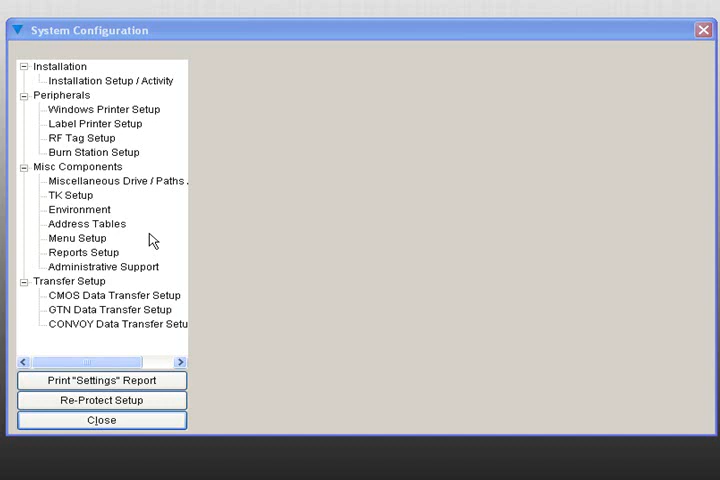 System Configuration
Installation
Installation Setup / Activity
Peripherals
Windows Printer Setup
Label Printer Setup
RF Tag Setup
Burn Station Setup
Misc Components
Miscellaneous Drive / Paths
TK Setup
Environment
Address Tables
Menu Setup
Reports Setup
Administrative Support
Transfer Setup
CMOS Data Transfer Setup
GTN Data Transfer Setup
CONVOY Data Transfer Setu
Print "Settings" Report
Re-Protect Setup
Close